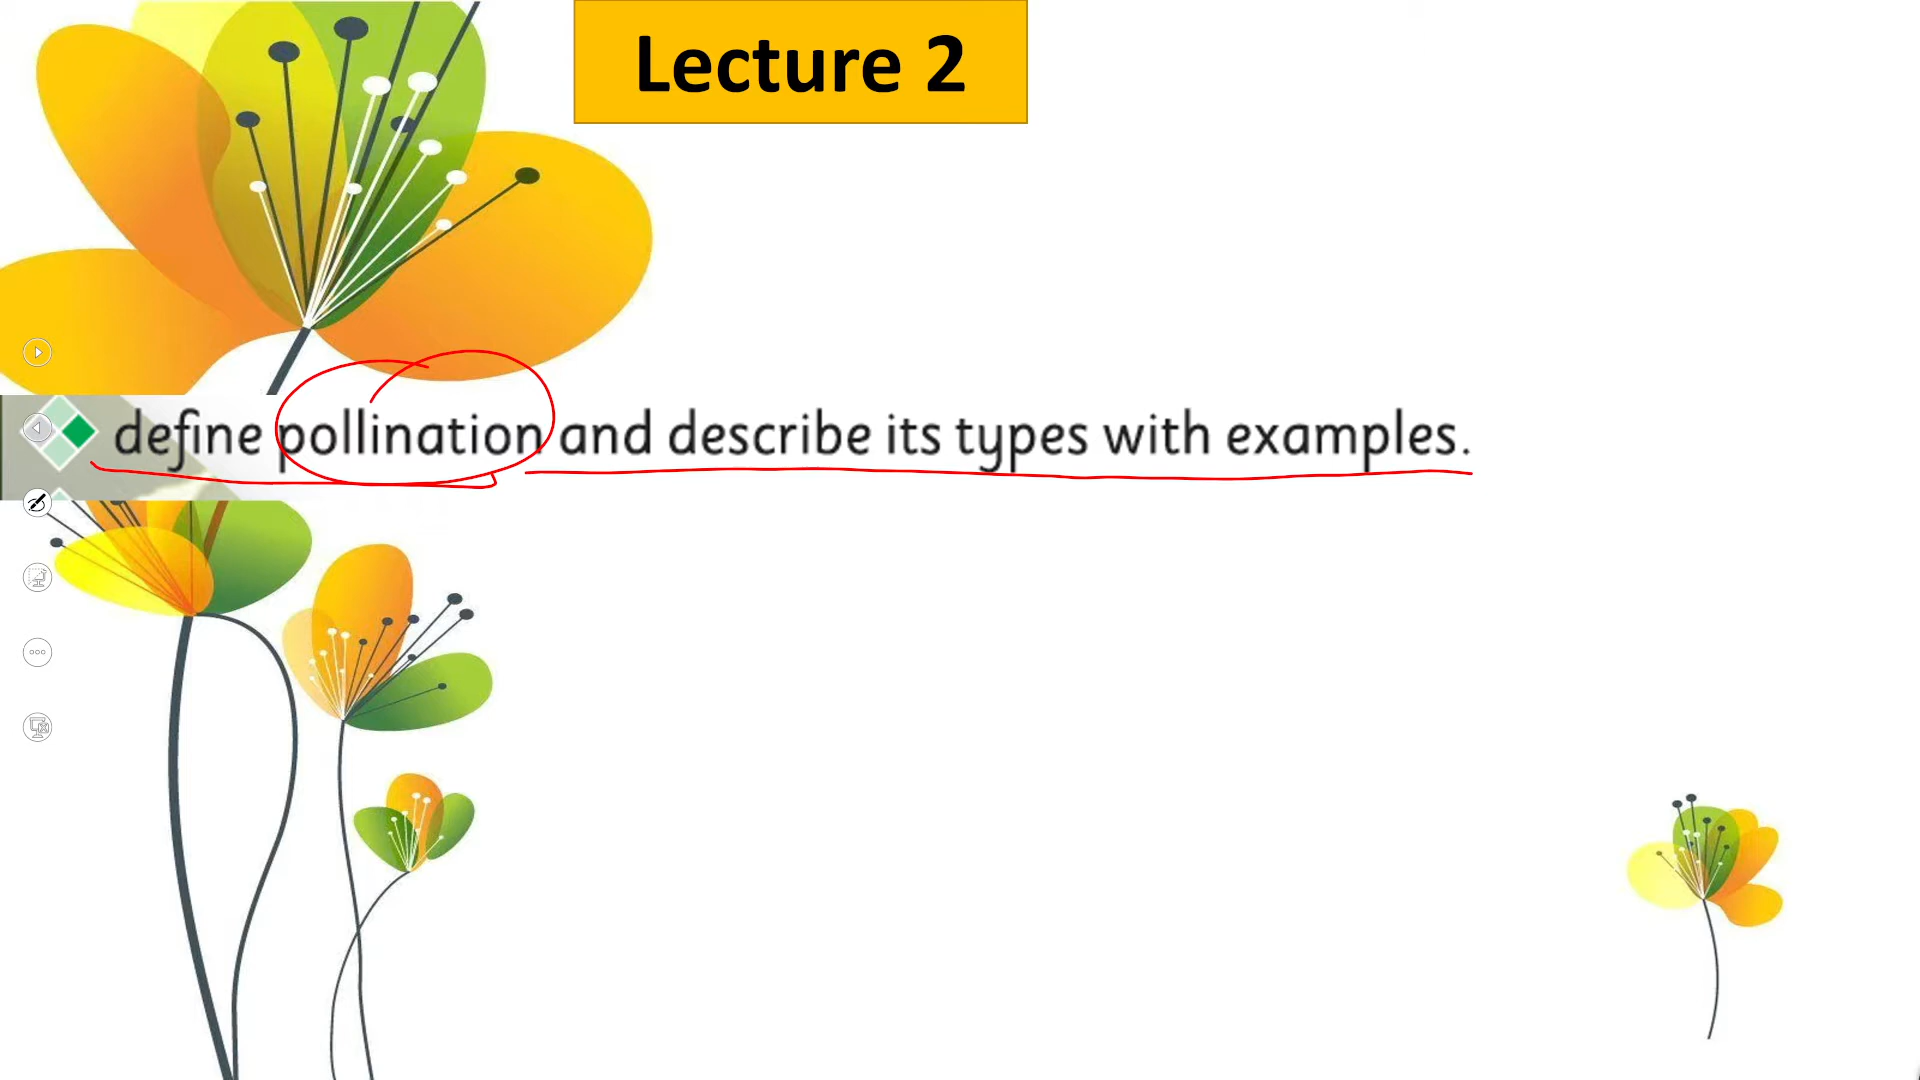 Lecture 2
define pollination and describe its types with examples.